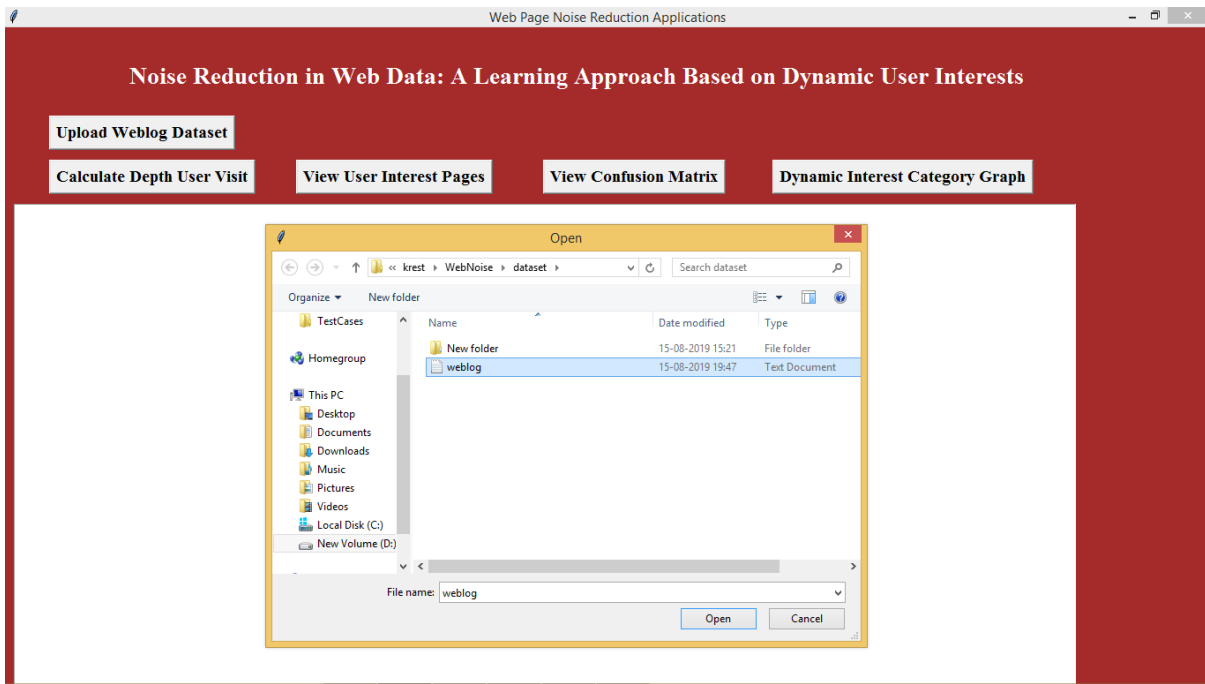 Web Page Noise Reduction Applications
Noise Reduction in Web Data: A Learning Approach Based on Dynamic User Interests
Upload Weblog Dataset
Calculate Depth User Visit View User Interest Pages View Confusion Matrix Dynamic Interest Category Graph
Open
« krest WebNoise dataset Search dataset
Organize New folder
TestCases
Homegroup
This PC
Desktop
Documents
Downloads
Music
Pictures
Videos
Local Disk (C:)
New Volume (D:)
Name Date modified Type
New folder 15-08-2019 15:21 File folder
weblog 15-08-2019 19:47 Text Document
File name: weblog
Open Cancel